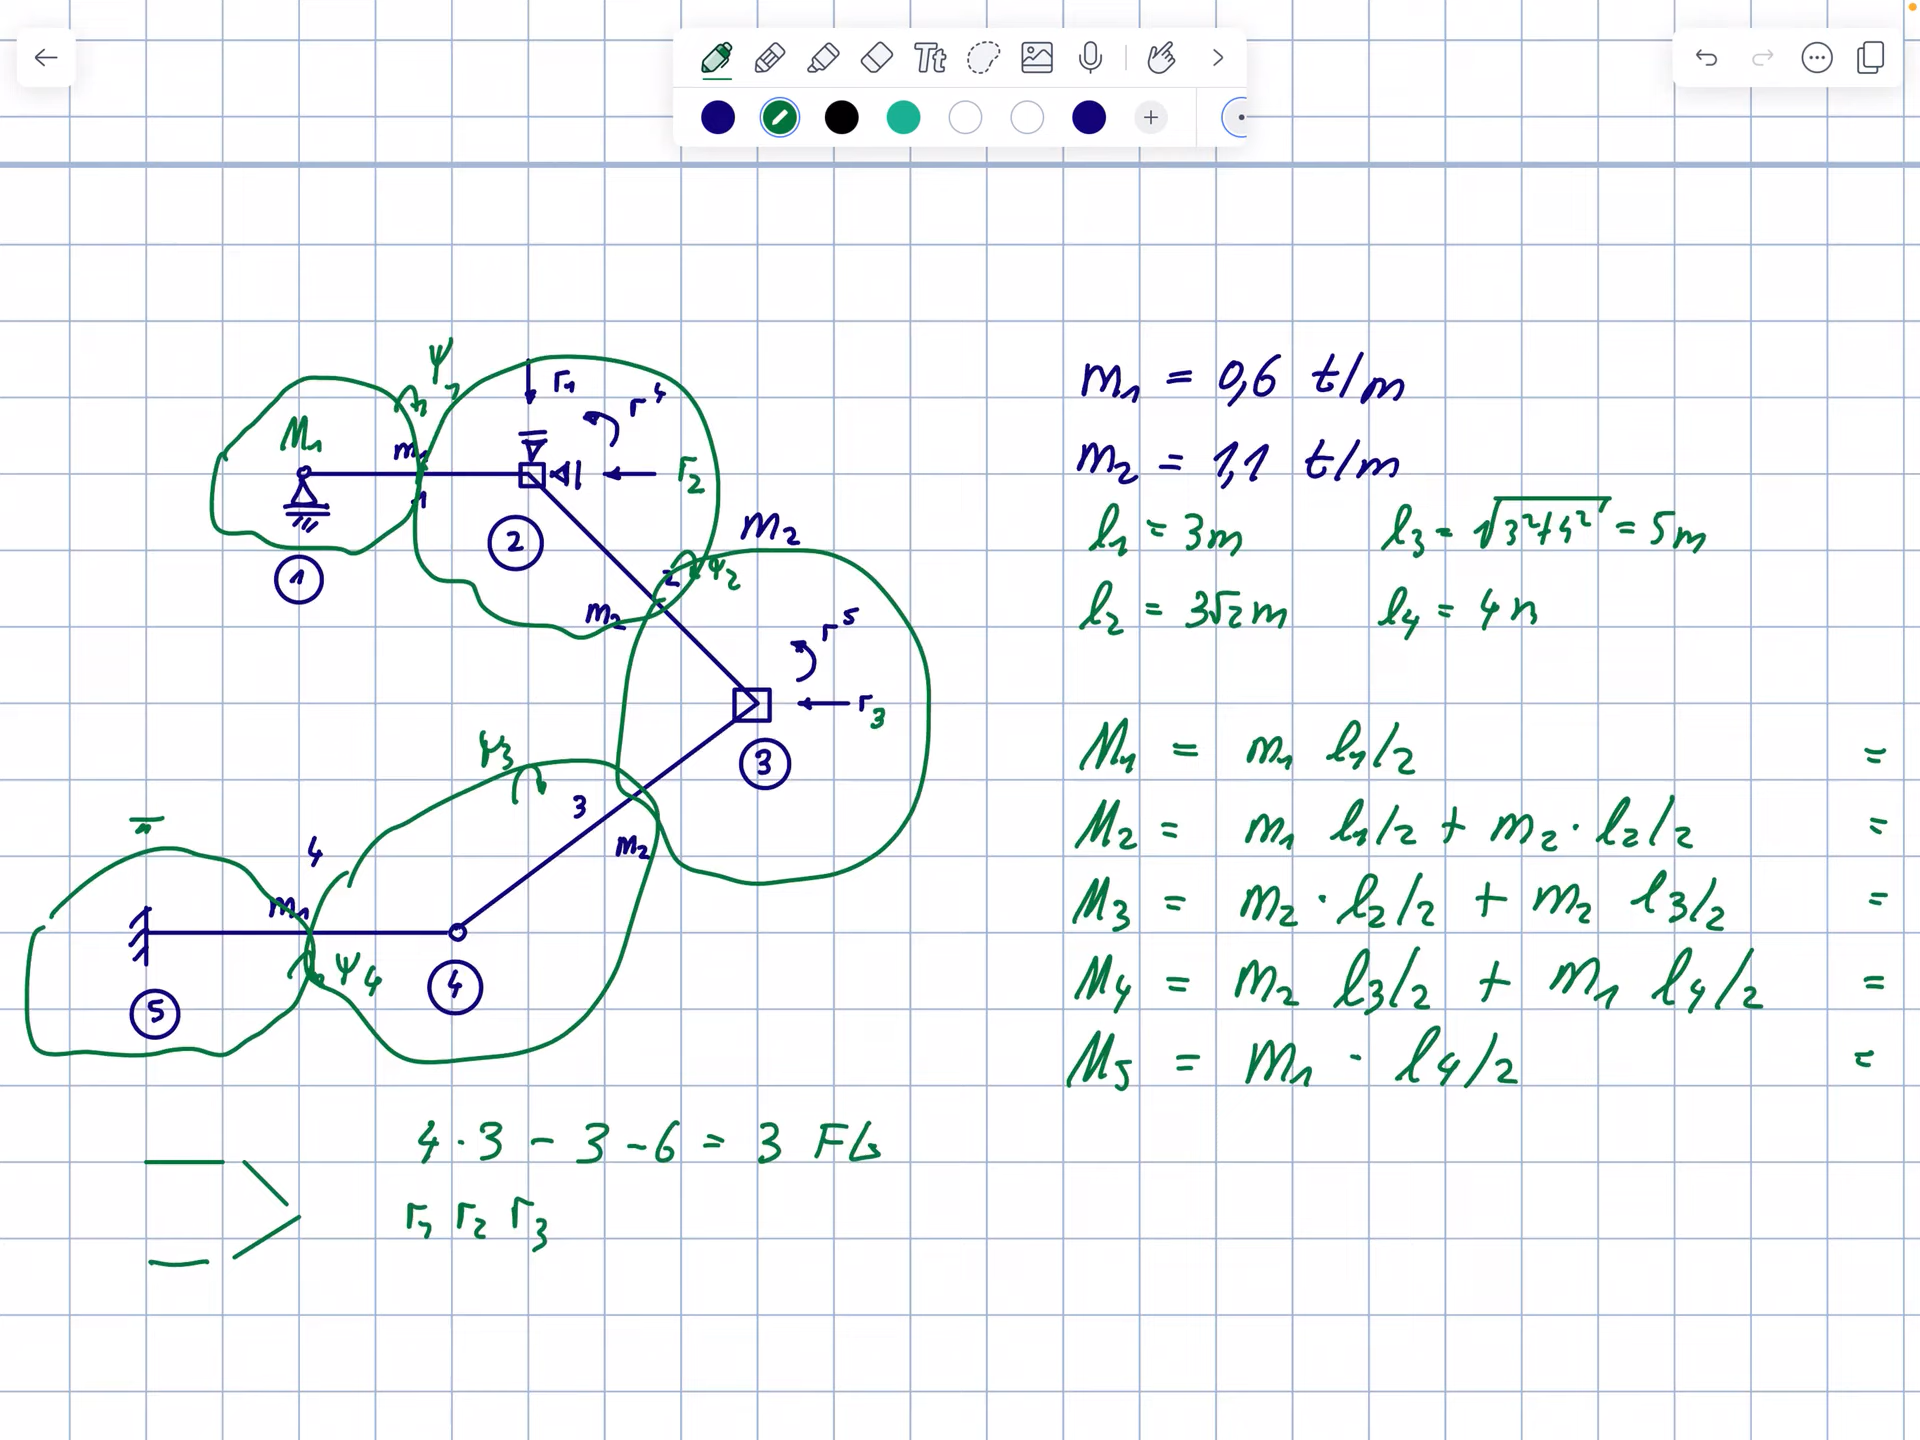 Tt
m₁ = 0,6 t/m
m₂ = 1,1 t/m
l₁ = 3m
l₃ = √3²+4² = 5m
l₂ = 3√2 m
l₄ = 4m
ψ₁
r₁
r⁴
M₁
m₁
1
r₂
2
1
m₂
2
ψ₂
m₂
r⁵
r₃
3
ψ₃
3
m₂
4
m₁
ψ₄
4
5
M₁ = m₁ l₁/2 =
M₂ = m₁ l₁/2 + m₂ · l₂/2 =
M₃ = m₂ · l₂/2 + m₂ l₃/2 =
M₄ = m₂ l₃/2 + m₁ l₄/2 =
M₅ = m₁ · l₄/2 =
4 · 3 − 3 − 6 = 3 FG
r₁ r₂ r₃